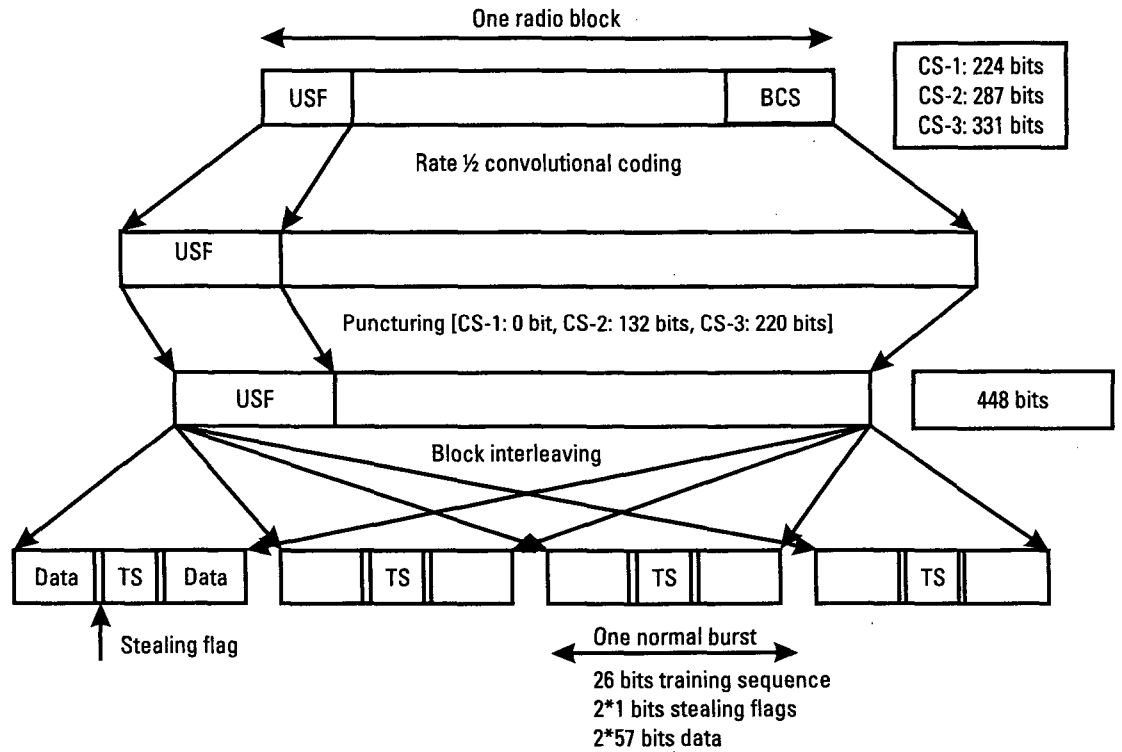 One radio block
USF
BCS
CS-1: 224 bits
CS-2: 287 bits
CS-3: 331 bits
Rate ½ convolutional coding
USF
Puncturing [CS-1: 0 bit, CS-2: 132 bits, CS-3: 220 bits]
USF
448 bits
Block interleaving
Data TS Data
TS
TS
TS
Stealing flag
One normal burst
26 bits training sequence
2*1 bits stealing flags
2*57 bits data